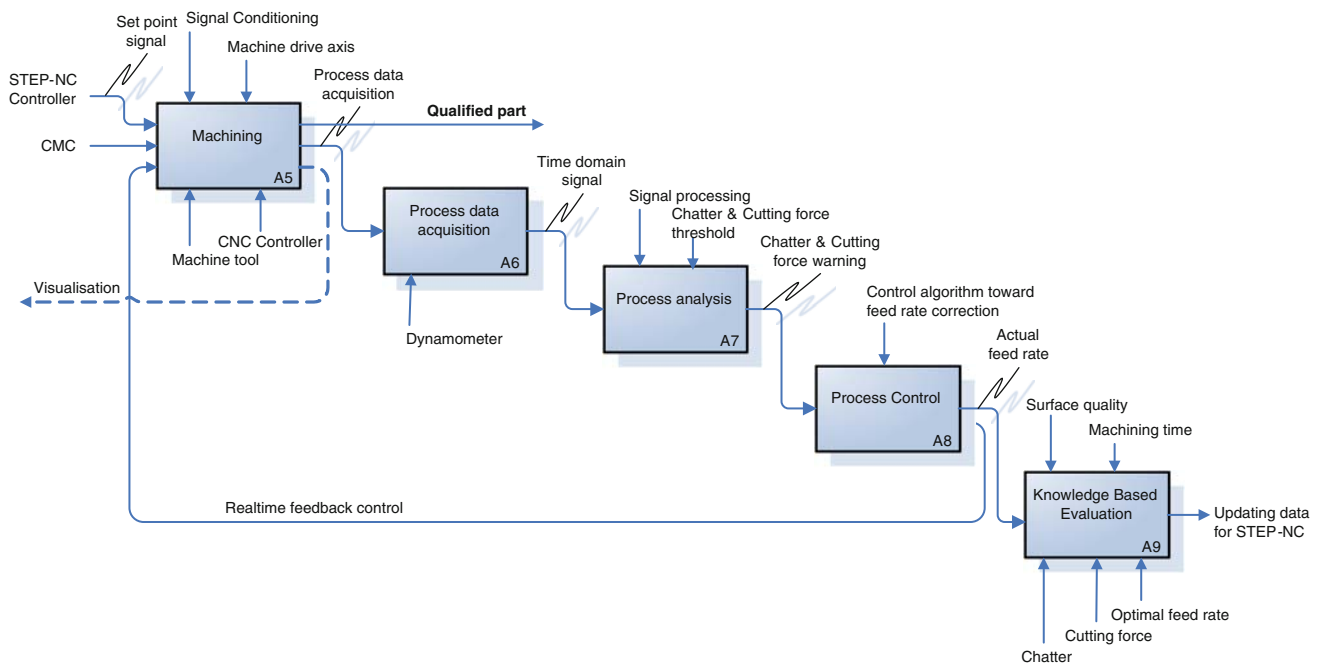 Set point
signal
Signal Conditioning
Machine drive axis
STEP-NC
Controller
Process data
acquisition
Qualified part
CMC
Machining
A5
Machine tool
CNC Controller
Visualisation
Process data
acquisition
A6
Dynamometer
Time domain
signal
Signal processing
Chatter & Cutting force
threshold
Process analysis
A7
Chatter & Cutting
force warning
Control algorithm toward
feed rate correction
Process Control
A8
Actual
feed rate
Realtime feedback control
Surface quality
Machining time
Knowledge Based
Evaluation
A9
Updating data
for STEP-NC
Optimal feed rate
Cutting force
Chatter